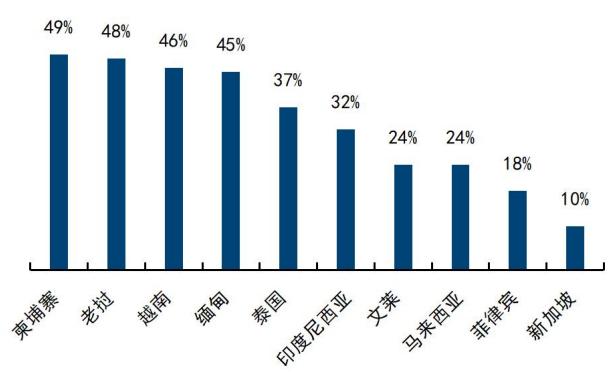 49%
48%
46%
45%
37%
32%
24%
24%
18%
10%
柬埔寨
老挝
越南
缅甸
泰国
印度尼西亚
文莱
马来西亚
菲律宾
新加坡